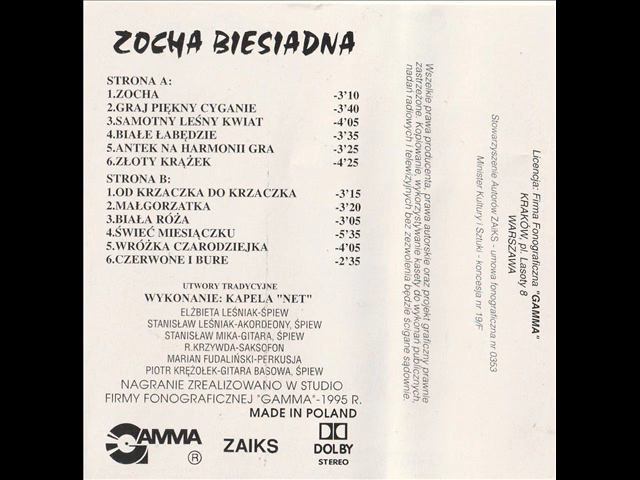 ZOCHA BIESIADNA
STRONA A:
1.ZOCHA -3'10
2.GRAJ PIĘKNY CYGANIE -3'40
3.SAMOTNY LEŚNY KWIAT -4'05
4.BIAŁE ŁABĘDZIE -3'35
5.ANTEK NA HARMONII GRA -3'25
6.ZŁOTY KRĄŻEK -4'25
STRONA B:
1.OD KRZACZKA DO KRZACZKA -3'15
2.MAŁGORZATKA -3'20
3.BIAŁA RÓŻA -3'05
4.ŚWIEĆ MIESIĄCZKU -5'35
5.WRÓŻKA CZARODZIEJKA -4'05
6.CZERWONE I BURE -2'35
UTWORY TRADYCYJNE
WYKONANIE: KAPELA "NET"
ELŻBIETA LEŚNIAK-ŚPIEW
STANISŁAW LEŚNIAK-AKORDEONY, ŚPIEW
STANISŁAW MIKA-GITARA, ŚPIEW
R.KRZYWDA-SAKSOFON
MARIAN FUDALIŃSKI-PERKUSJA
PIOTR KRĘŻOŁEK-GITARA BASOWA, ŚPIEW
NAGRANIE ZREALIZOWANO W STUDIO
FIRMY FONOGRAFICZNEJ "GAMMA"-1995 R.
MADE IN POLAND
GAMMA ®
ZAIKS
DOLBY
STEREO
Wszelkie prawa producenta, prawa autorskie oraz projekt graficzny prawnie
zastrzeżone. Kopiowanie, wykorzystywanie kasety do wykonań publicznych,
nadań radiowych i telewizyjnych bez zezwolenia będzie ścigane sądownie.
Stowarzyszenie Autorów ZAiKS - umowa fonograficzna nr 0353
Minister Kultury i Sztuki - koncesja nr 19/F
Licencja: Firma Fonograficzna "GAMMA"
KRAKÓW, pl. Lasoty 8
WARSZAWA